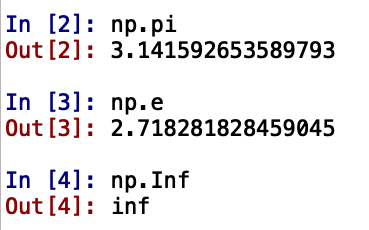 In [2]: np.pi
Out[2]: 3.141592653589793
In [3]: np.e
Out[3]: 2.718281828459045
In [4]: np.Inf
Out[4]: inf